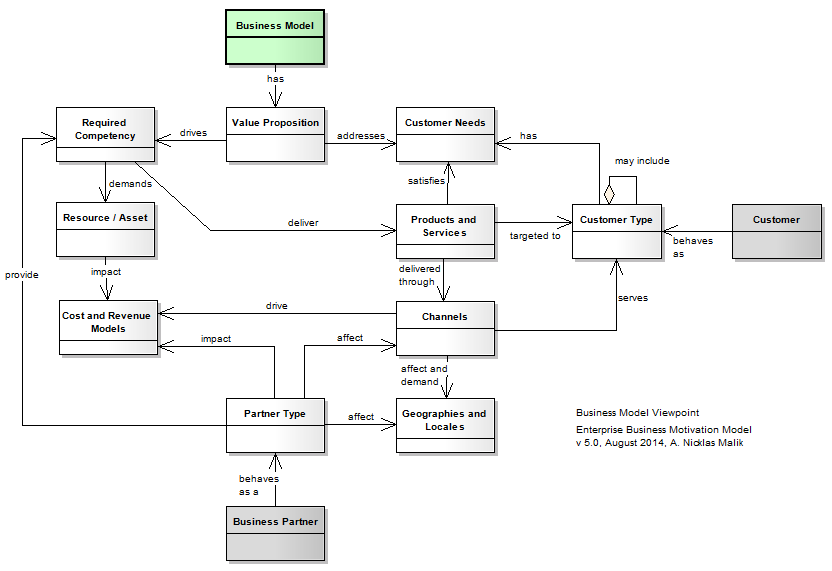 Business Model
has
Required
Competency
drives
Value Proposition
addresses
Customer Needs
has
may include
demands
satisfies
Resource / Asset
deliver
Products and
Services
targeted to
Customer Type
behaves
as
Customer
provide
impact
delivered
through
Cost and Revenue
Models
drive
Channels
serves
impact
affect
affect and
demand
Partner Type
affect
Geographies and
Locales
Business Model Viewpoint
Enterprise Business Motivation Model
v 5.0, August 2014, A. Nicklas Malik
behaves
as a
Business Partner